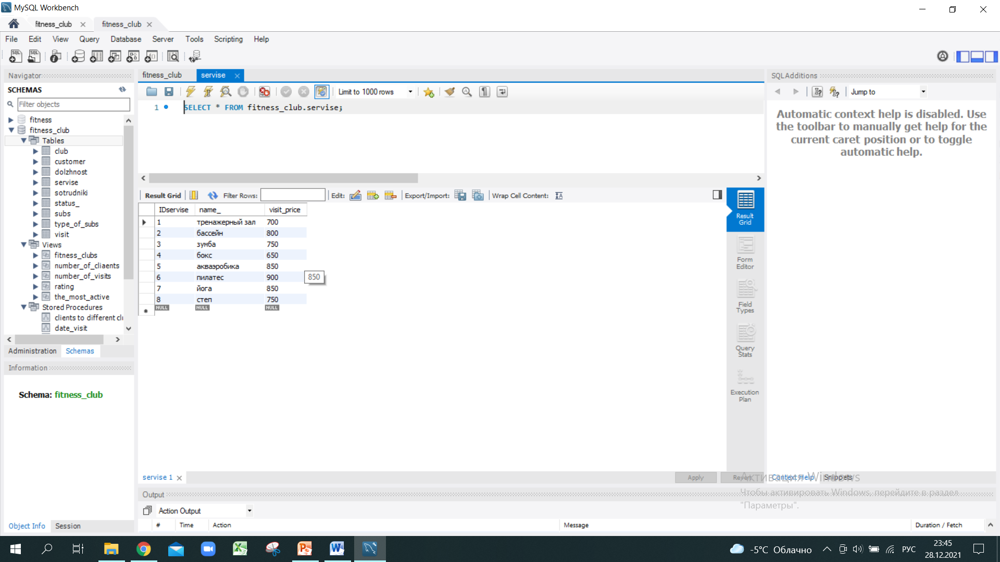 MySQL Workbench
fitness_club
fitness_club
File Edit View Query Database Server Tools Scripting Help
Navigator
SCHEMAS
Filter objects
fitness
fitness_club
Tables
club
customer
dolzhnost
servise
sotrudniki
status_
subs
type_of_subs
visit
Views
fitness_clubs
number_of_cliaents
number_of_visits
rating
the_most_active
Stored Procedures
clients to different clu
date_visit
Administration Schemas
Information
Schema: fitness_club
Object Info Session
fitness_club servise
Limit to 1000 rows
1 SELECT * FROM fitness_club.servise;
Result Grid Filter Rows: Edit: Export/Import: Wrap Cell Content:
IDservise name_ visit_price
1 тренажерный зал 700
2 бассейн 800
3 зумба 750
4 бокс 650
5 аквааэробика 850
6 пилатес 900
7 йога 850
8 степ 750
NULL NULL NULL
850
Result Grid
Form Editor
Field Types
Query Stats
Execution Plan
servise 1
Apply Revert
Output
Action Output
# Time Action Message Duration / Fetch
SQLAdditions
Jump to
Automatic context help is disabled. Use
the toolbar to manually get help for the
current caret position or to toggle
automatic help.
Context Help Snippets
Активация Windows
Чтобы активировать Windows, перейдите в раздел
"Параметры".
-5°C Облачно
РУС
23:45
28.12.2021